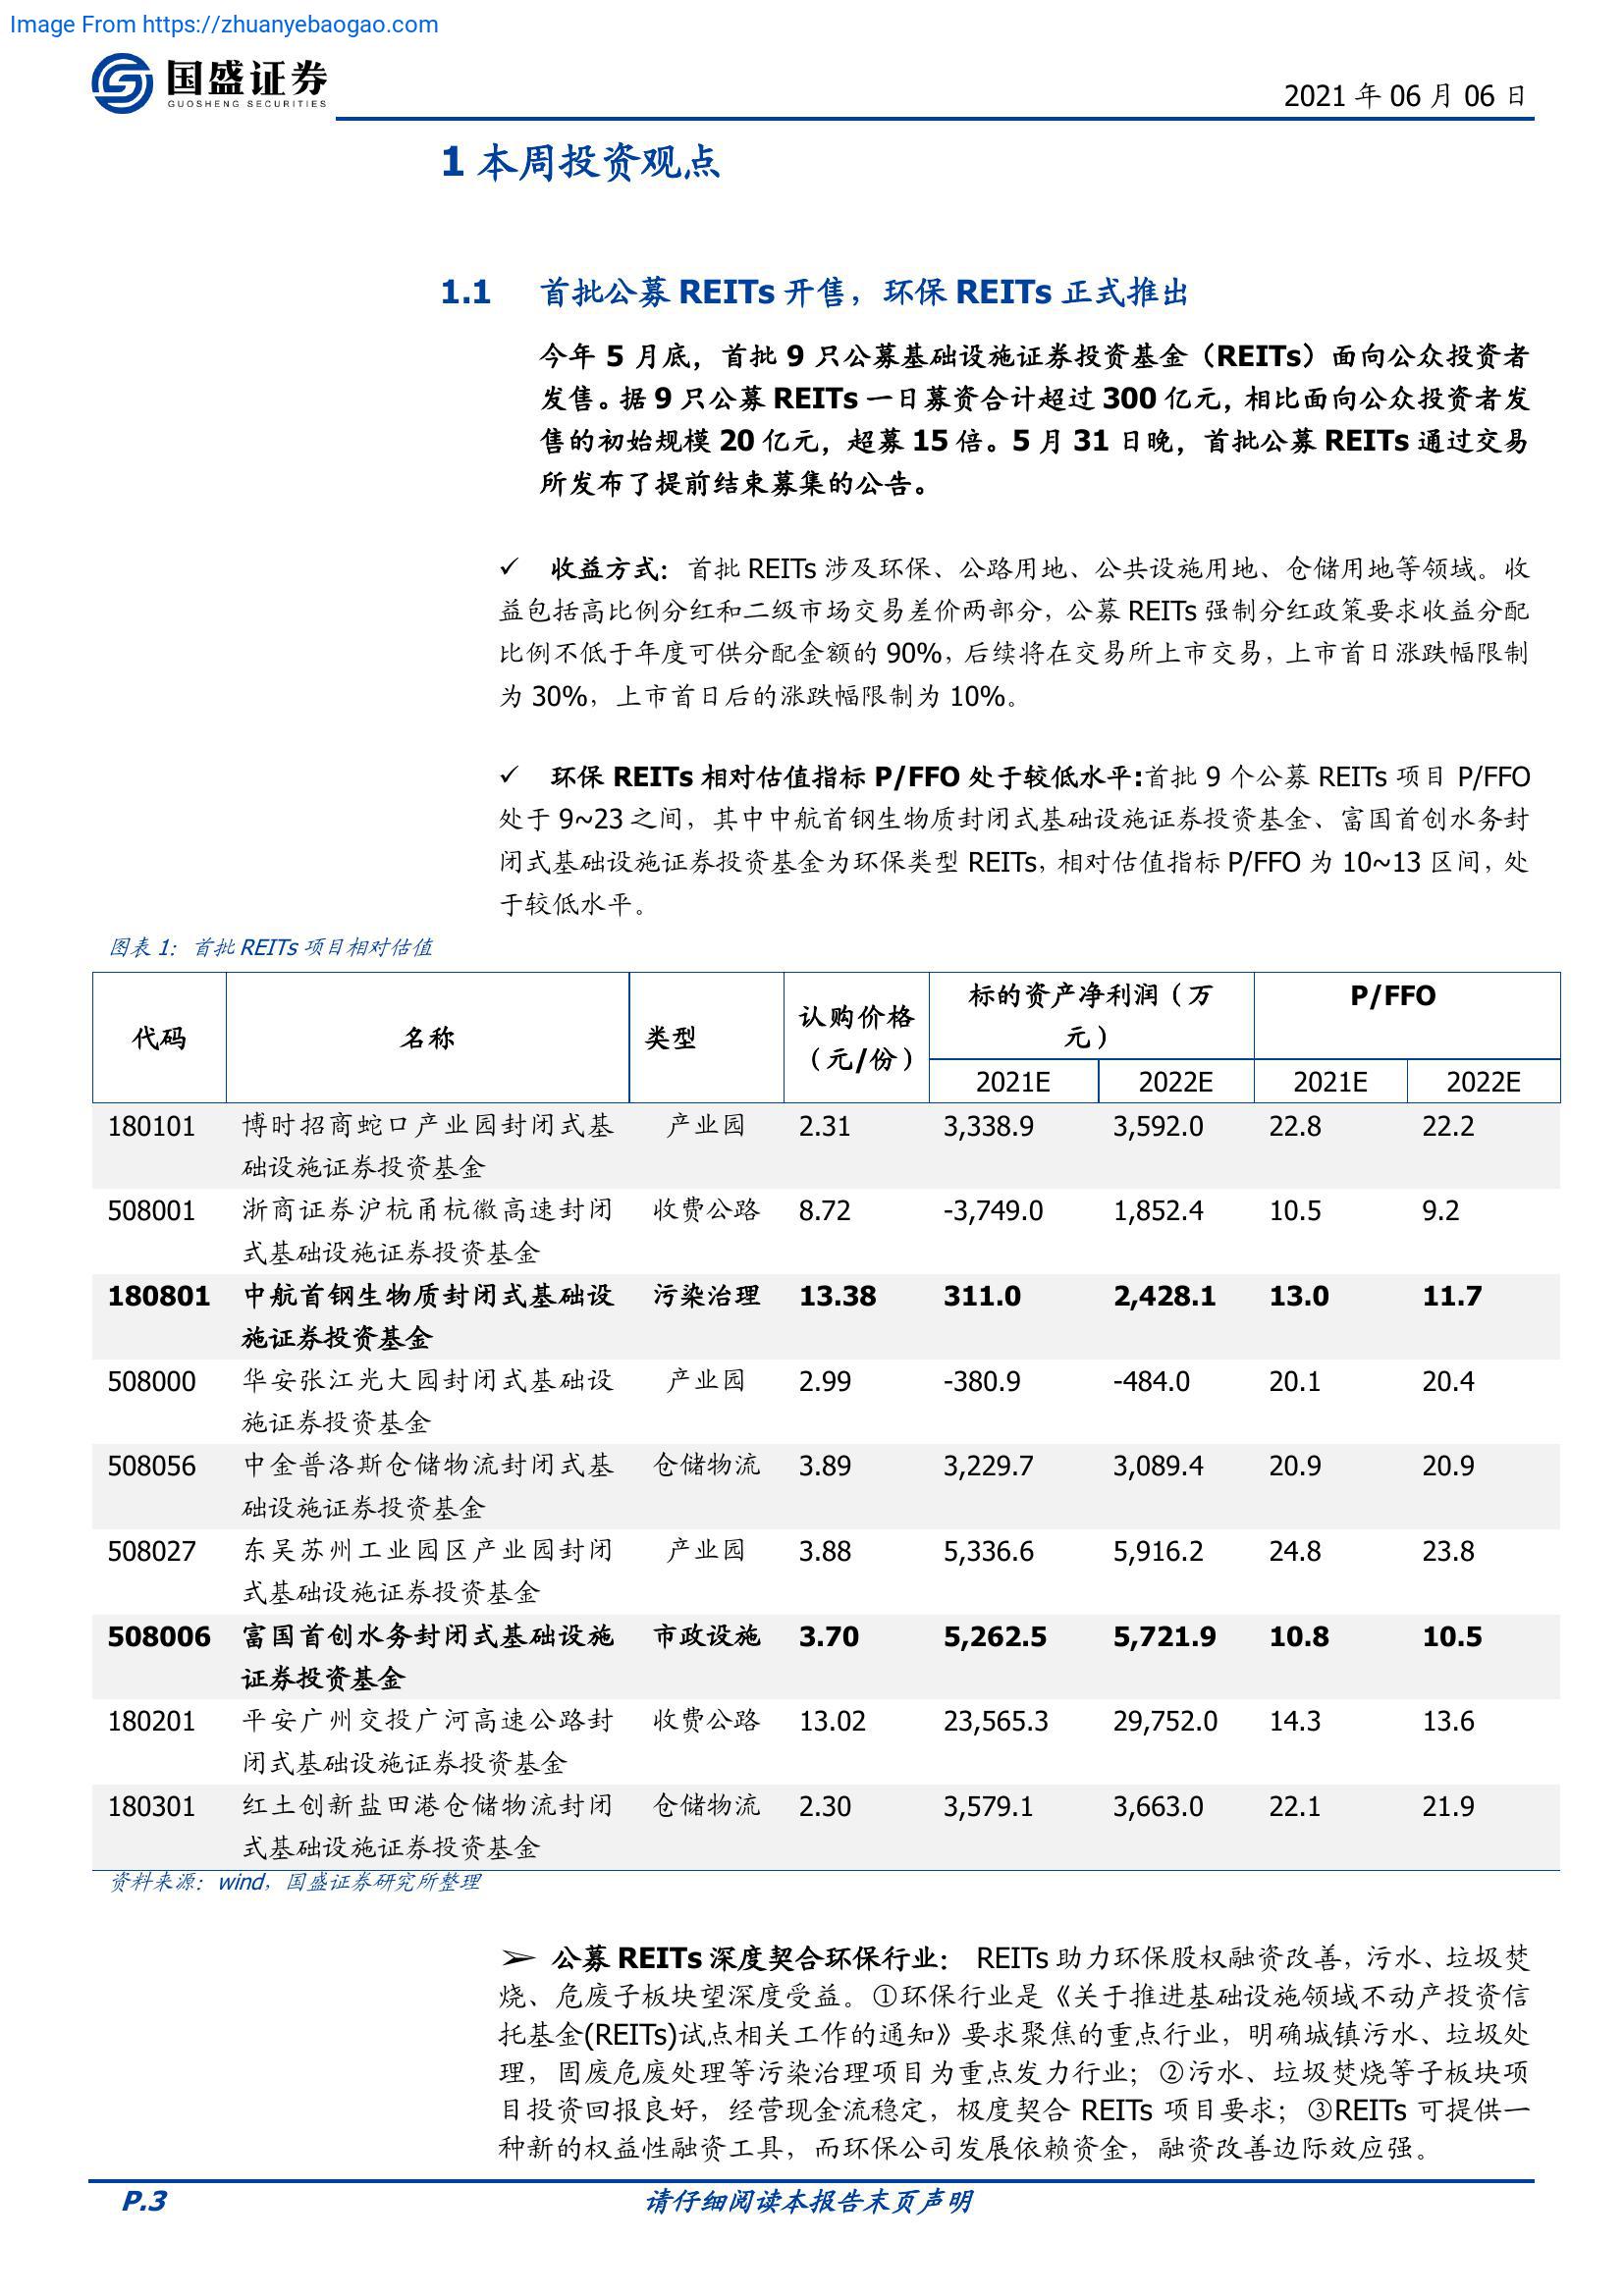 Image From https://zhuanyebaogao.com
国盛证券
GUOSHENG SECURITIES
2021 年 06 月 06 日
1 本周投资观点
1.1 首批公募 REITs 开售，环保 REITs 正式推出
今年 5 月底，首批 9 只公募基础设施证券投资基金（REITs）面向公众投资者
发售。据 9 只公募 REITs 一日募资合计超过 300 亿元，相比面向公众投资者发
售的初始规模 20 亿元，超募 15 倍。5 月 31 日晚，首批公募 REITs 通过交易
所发布了提前结束募集的公告。
✓ 收益方式：首批 REITs 涉及环保、公路用地、公共设施用地、仓储用地等领域。收
益包括高比例分红和二级市场交易差价两部分，公募 REITs 强制分红政策要求收益分配
比例不低于年度可供分配金额的 90%，后续将在交易所上市交易，上市首日涨跌幅限制
为 30%，上市首日后的涨跌幅限制为 10%。
✓ 环保 REITs 相对估值指标 P/FFO 处于较低水平:首批 9 个公募 REITs 项目 P/FFO
处于 9~23 之间，其中中航首钢生物质封闭式基础设施证券投资基金、富国首创水务封
闭式基础设施证券投资基金为环保类型 REITs，相对估值指标 P/FFO 为 10~13 区间，处
于较低水平。
图表 1：首批 REITs 项目相对估值
代码 名称 类型 认购价格（元/份） 标的资产净利润（万元） P/FFO
2021E 2022E 2021E 2022E
180101 博时招商蛇口产业园封闭式基 产业园 2.31 3,338.9 3,592.0 22.8 22.2
础设施证券投资基金
508001 浙商证券沪杭甬杭徽高速封闭 收费公路 8.72 -3,749.0 1,852.4 10.5 9.2
式基础设施证券投资基金
180801 中航首钢生物质封闭式基础设 污染治理 13.38 311.0 2,428.1 13.0 11.7
施证券投资基金
508000 华安张江光大园封闭式基础设 产业园 2.99 -380.9 -484.0 20.1 20.4
施证券投资基金
508056 中金普洛斯仓储物流封闭式基 仓储物流 3.89 3,229.7 3,089.4 20.9 20.9
础设施证券投资基金
508027 东吴苏州工业园区产业园封闭 产业园 3.88 5,336.6 5,916.2 24.8 23.8
式基础设施证券投资基金
508006 富国首创水务封闭式基础设施 市政设施 3.70 5,262.5 5,721.9 10.8 10.5
证券投资基金
180201 平安广州交投广河高速公路封 收费公路 13.02 23,565.3 29,752.0 14.3 13.6
闭式基础设施证券投资基金
180301 红土创新盐田港仓储物流封闭 仓储物流 2.30 3,579.1 3,663.0 22.1 21.9
式基础设施证券投资基金
资料来源：wind，国盛证券研究所整理
➢ 公募 REITs 深度契合环保行业： REITs 助力环保股权融资改善，污水、垃圾焚
烧、危废子板块望深度受益。①环保行业是《关于推进基础设施领域不动产投资信
托基金(REITs)试点相关工作的通知》要求聚焦的重点行业，明确城镇污水、垃圾处
理，固废危废处理等污染治理项目为重点发力行业；②污水、垃圾焚烧等子板块项
目投资回报良好，经营现金流稳定，极度契合 REITs 项目要求；③REITs 可提供一
种新的权益性融资工具，而环保公司发展依赖资金，融资改善边际效应强。
P.3 请仔细阅读本报告末页声明